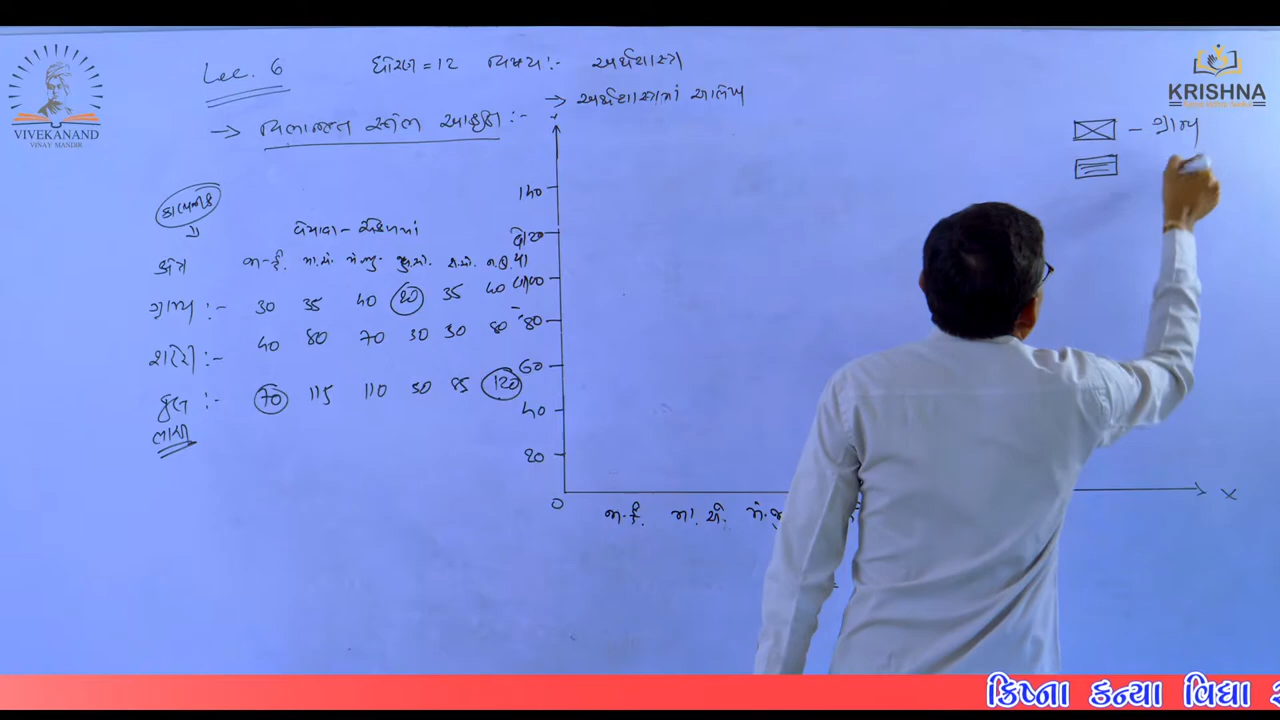 VIVEKANAND
VINAY MANDIR
KRISHNA
Lec. 6 ધોરણ = 12 વિષય :- અર્થશાસ્ત્ર
→ અર્થશાસ્ત્રમાં આલેખ
→ વિભાજીત સ્તંભ આકૃતિ :-
કાલ્પનિક
વેચાણ -
ક્ષેત્ર જા-ફે. મા.એ. મે.જુ. જુ.ઓ. સ.ઓ. ન.ડિ.
ગ્રામ્ય :- 30 35 40 20 35 40
શહેરી :- 40 80 70 30 50 80
કુલ :- 70 115 110 50 85 120
140
120
100
80
60
40
20
0
X
જા-ફે. મા.એ. મે.જુ
– ગ્રામ્ય
ક્રિષ્ના કન્યા વિદ્યા